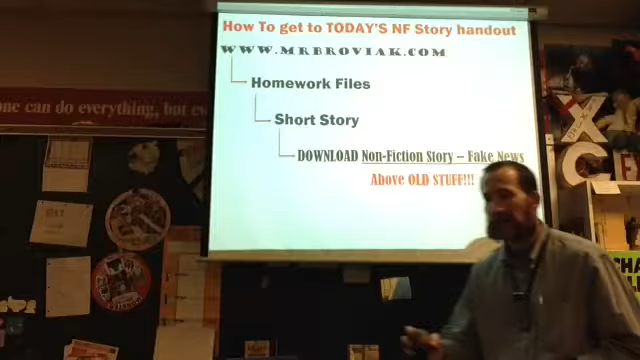 How To get to TODAY'S NF Story handout
WWW.MRBROVIAK.COM
Homework Files
Short Story
DOWNLOAD Non-Fiction Story – Fake News
Above OLD STUFF!!!
one can do everything, but